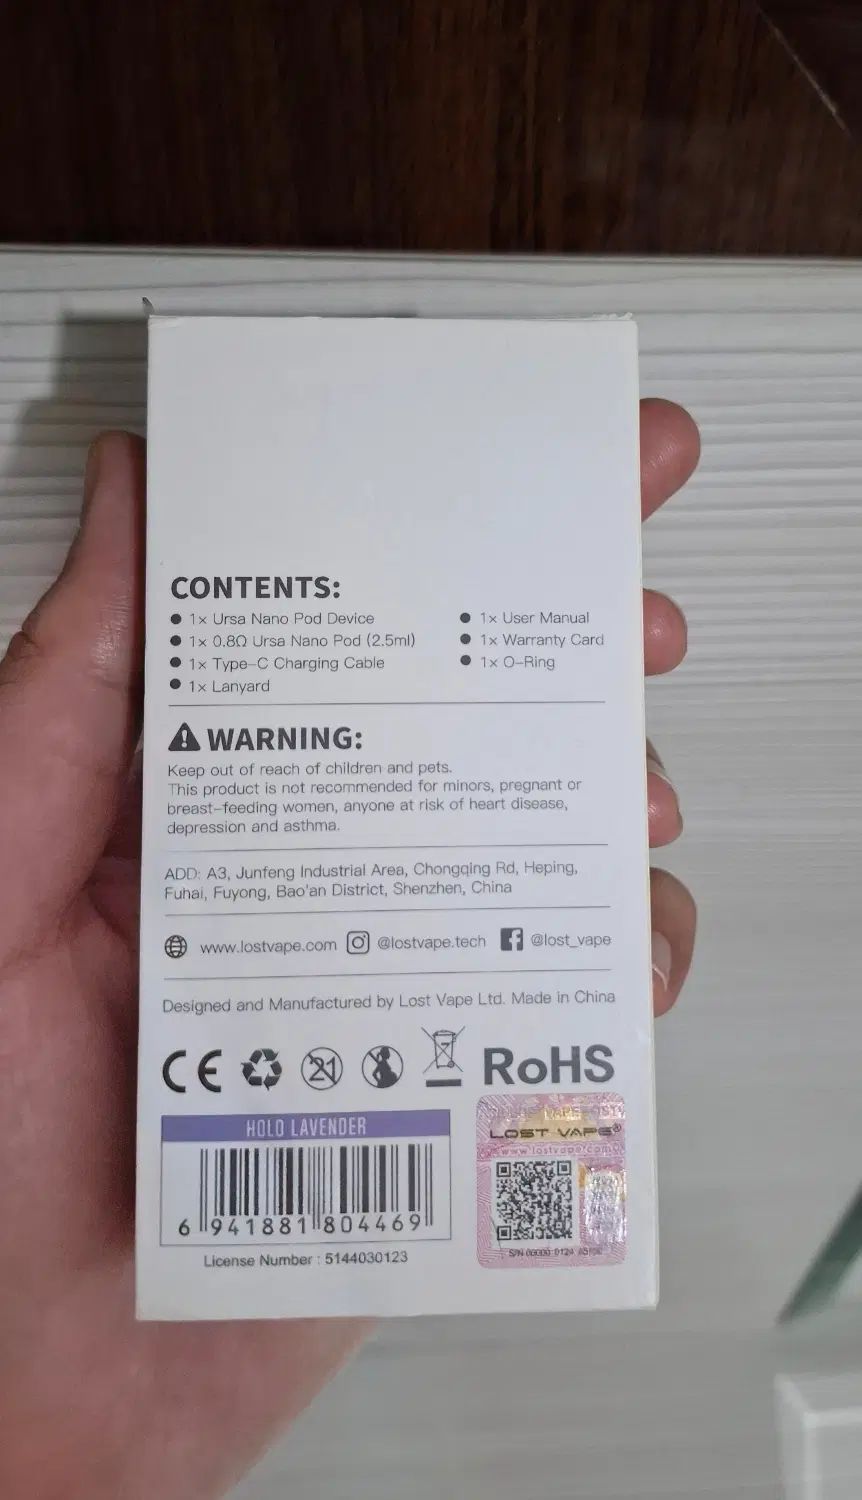 CONTENTS:
● 1× Ursa Nano Pod Device
● 1× 0.8Ω Ursa Nano Pod (2.5ml)
● 1× Type-C Charging Cable
● 1× Lanyard
● 1× User Manual
● 1× Warranty Card
● 1× O-Ring
WARNING:
Keep out of reach of children and pets.
This product is not recommended for minors, pregnant or
breast-feeding women, anyone at risk of heart disease,
depression and asthma.
ADD: A3, Junfeng Industrial Area, Chongqing Rd, Heping,
Fuhai, Fuyong, Bao'an District, Shenzhen, China
www.lostvape.com @lostvape.tech @lost_vape
Designed and Manufactured by Lost Vape Ltd. Made in China
CE 21 RoHS
HOLO LAVENDER
6 941881 804469
License Number : 5144030123
LOST VAPE®
www.lostvape.com
S/N